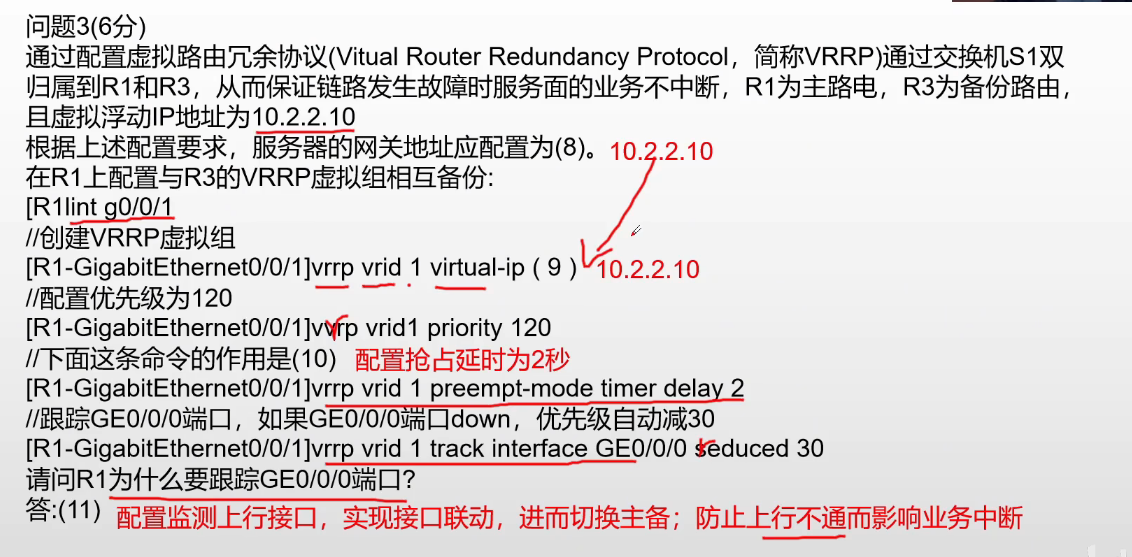 问题3(6分)
通过配置虚拟路由冗余协议(Vitual Router Redundancy Protocol，简称VRRP)通过交换机S1双
归属到R1和R3，从而保证链路发生故障时服务面的业务不中断，R1为主路电，R3为备份路由，
且虚拟浮动IP地址为10.2.2.10
根据上述配置要求，服务器的网关地址应配置为(8)。 10.2.2.10
在R1上配置与R3的VRRP虚拟组相互备份:
[R1lint g0/0/1
//创建VRRP虚拟组
[R1-GigabitEthernet0/0/1]vrrp vrid 1 virtual-ip ( 9 ) 10.2.2.10
//配置优先级为120
[R1-GigabitEthernet0/0/1]vvrp vrid1 priority 120
//下面这条命令的作用是(10) 配置抢占延时为2秒
[R1-GigabitEthernet0/0/1]vrrp vrid 1 preempt-mode timer delay 2
//跟踪GE0/0/0端口，如果GE0/0/0端口down，优先级自动减30
[R1-GigabitEthernet0/0/1]vrrp vrid 1 track interface GE0/0/0 seduced 30
请问R1为什么要跟踪GE0/0/0端口?
答:(11) 配置监测上行接口，实现接口联动，进而切换主备；防止上行不通而影响业务中断